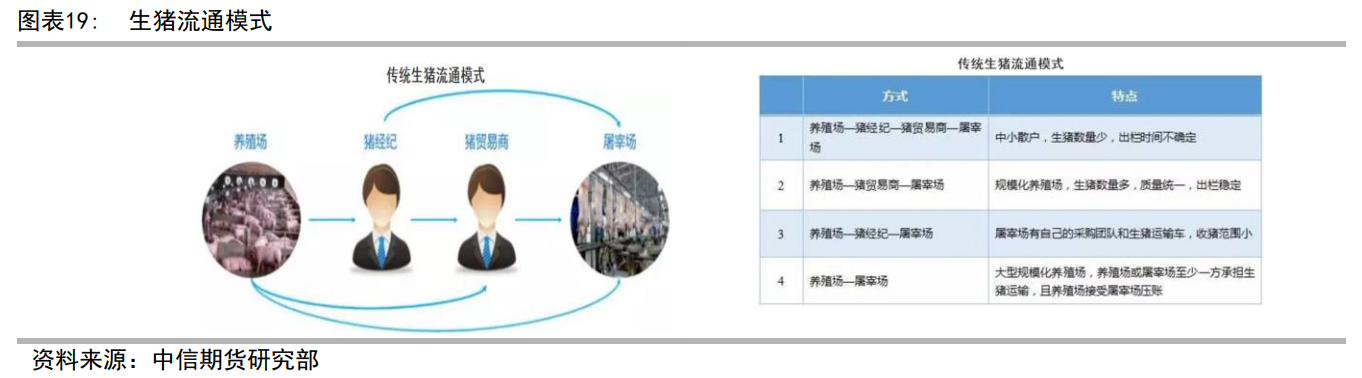 图表19： 生猪流通模式
传统生猪流通模式
养殖场
猪经纪
猪贸易商
屠宰场
传统生猪流通模式
方式
特点
1
养殖场—猪经纪—猪贸易商—屠宰
场
中小散户，生猪数量少，出栏时间不确定
2
养殖场—猪贸易商—屠宰场
规模化养殖场，生猪数量多，质量统一，出栏稳定
3
养殖场—猪经纪—屠宰场
屠宰场有自己的采购团队和生猪运输车，收猪范围小
4
养殖场—屠宰场
大型规模化养殖场，养殖场或屠宰场至少一方承担生
猪运输，且养殖场接受屠宰场压账
资料来源：中信期货研究部